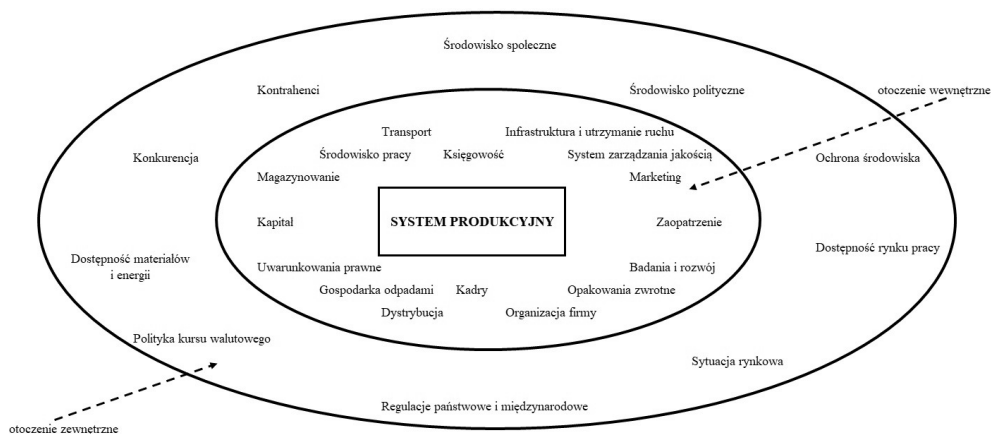 Środowisko społeczne
Kontrahenci
Środowisko polityczne
otoczenie wewnętrzne
Transport
Infrastruktura i utrzymanie ruchu
Konkurencja
Środowisko pracy
Księgowość
System zarządzania jakością
Ochrona środowiska
Magazynowanie
Marketing
Kapitał
SYSTEM PRODUKCYJNY
Zaopatrzenie
Dostępność rynku pracy
Dostępność materiałów
i energii
Uwarunkowania prawne
Badania i rozwój
Gospodarka odpadami
Kadry
Opakowania zwrotne
Dystrybucja
Organizacja firmy
Polityka kursu walutowego
Sytuacja rynkowa
Regulacje państwowe i międzynarodowe
otoczenie zewnętrzne